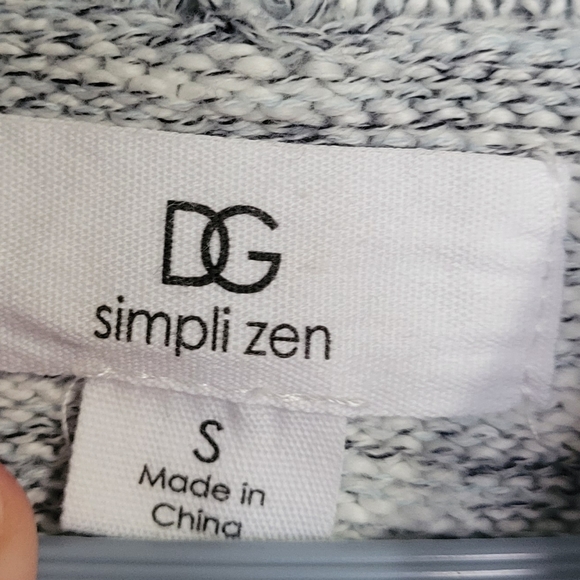 DG
simpli zen
S
Made in
China